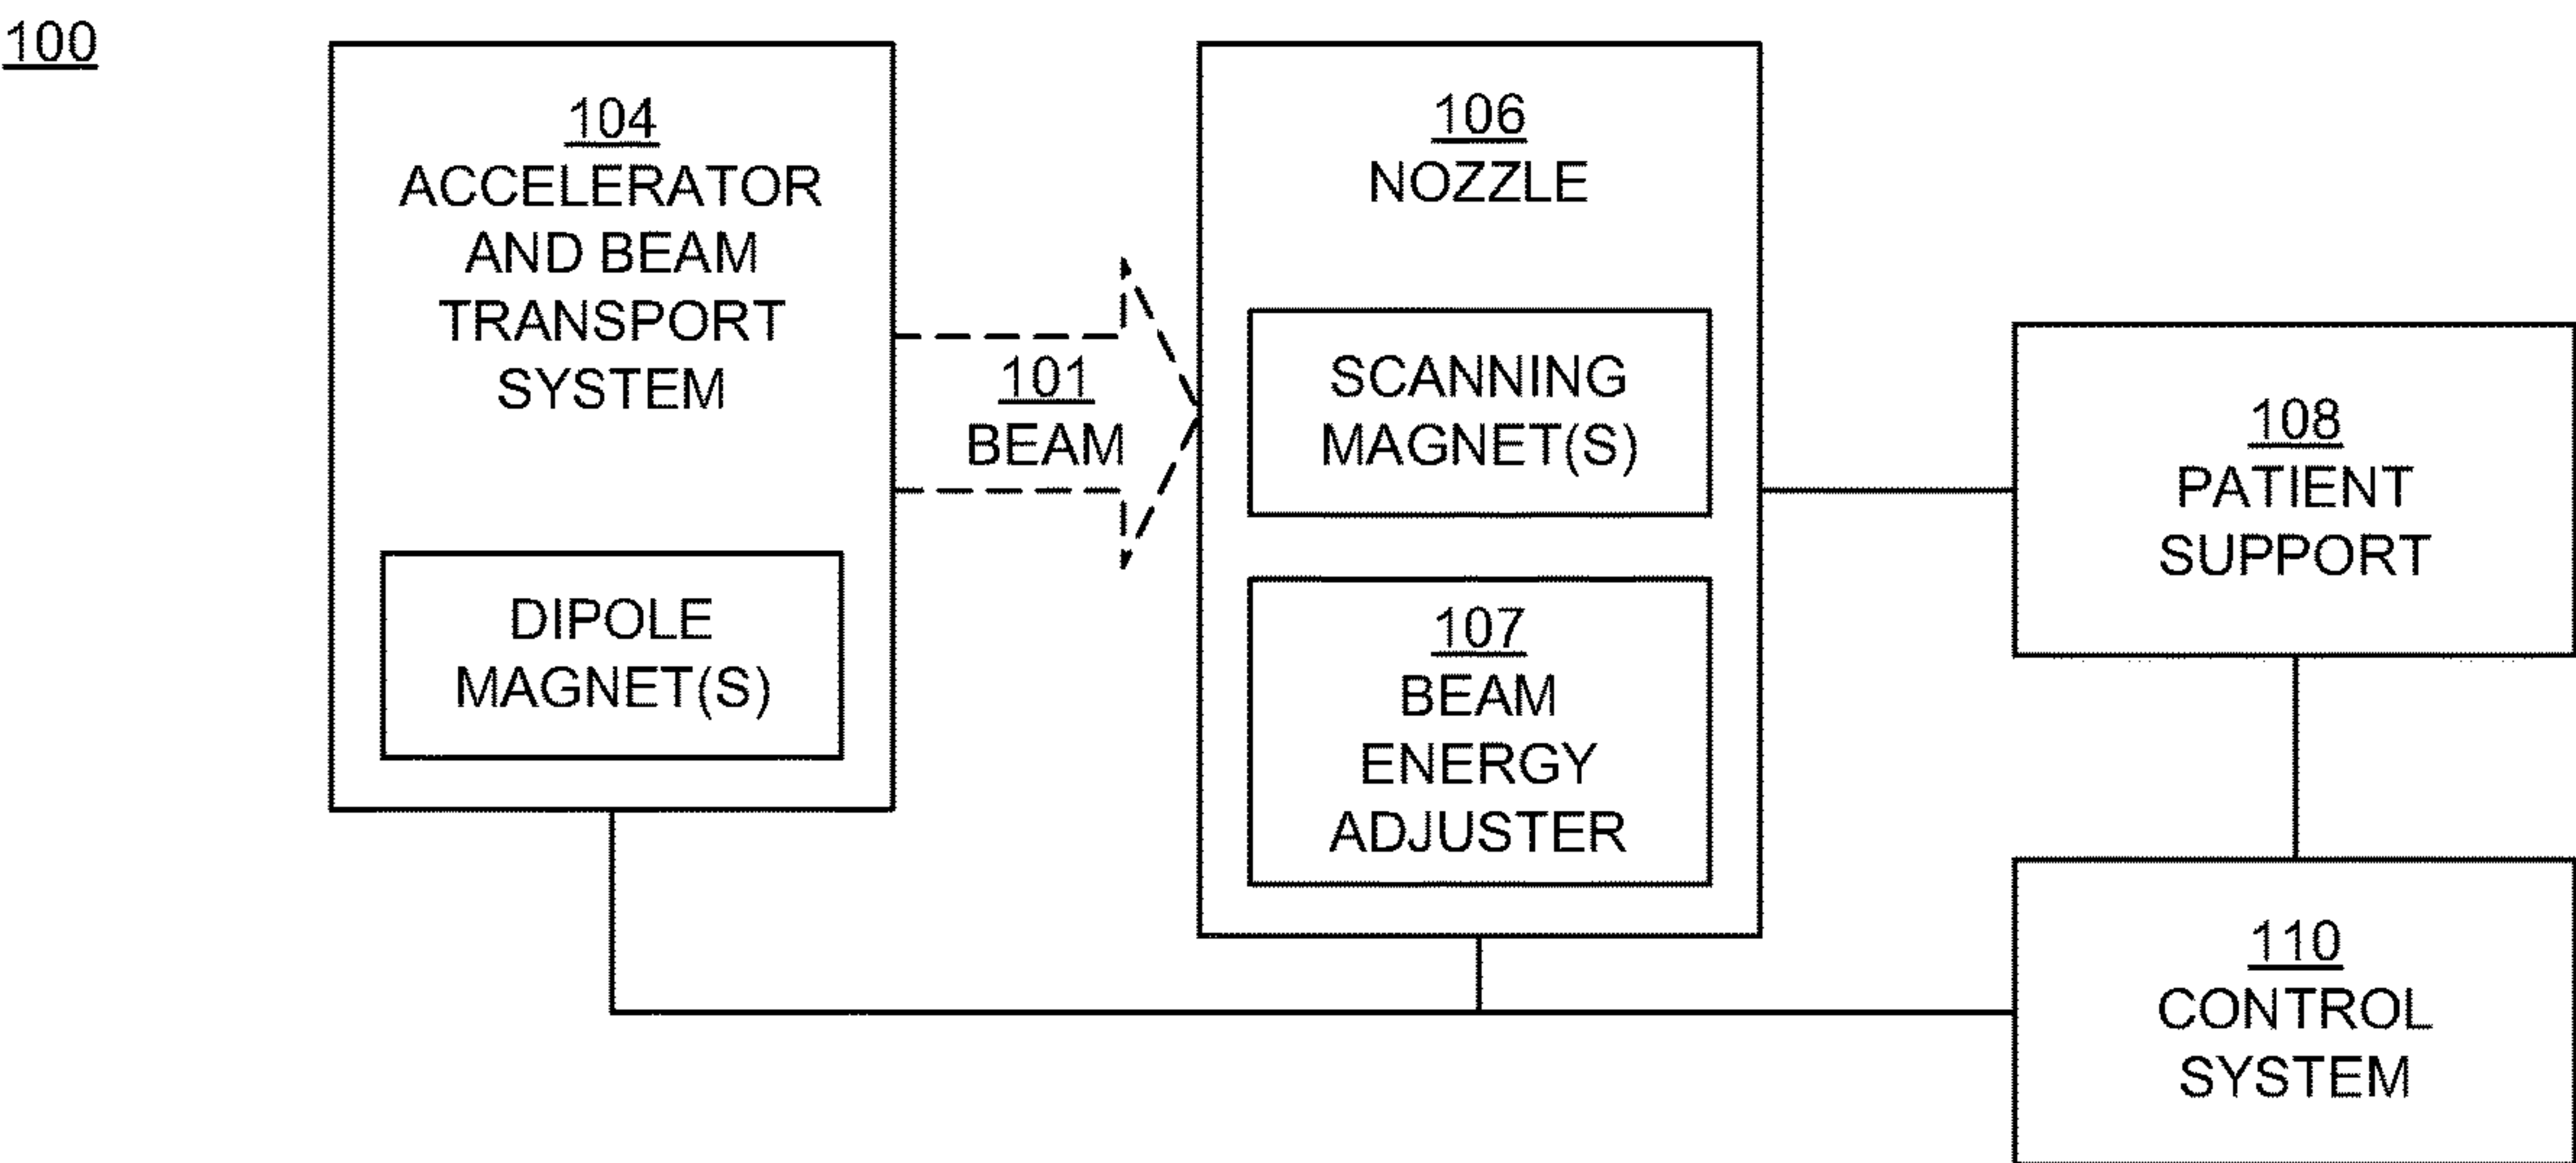 100
104
ACCELERATOR
AND BEAM
TRANSPORT
SYSTEM
DIPOLE
MAGNET(S)
101
BEAM
106
NOZZLE
SCANNING
MAGNET(S)
107
BEAM
ENERGY
ADJUSTER
108
PATIENT
SUPPORT
110
CONTROL
SYSTEM